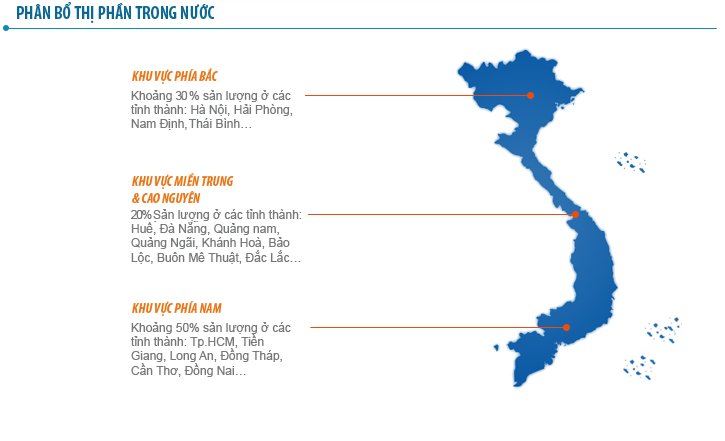 PHÂN BỔ THỊ PHẦN TRONG NƯỚC
KHU VỰC PHÍA BẮC
Khoảng 30% sản lượng ở các
tỉnh thành: Hà Nội, Hải Phòng,
Nam Định,Thái Bình…
KHU VỰC MIỀN TRUNG
& CAO NGUYÊN
20%Sản lượng ở các tỉnh thành:
Huế, Đà Nẵng, Quảng nam,
Quảng Ngãi, Khánh Hoà, Bảo
Lộc, Buôn Mê Thuật, Đắc Lắc…
KHU VỰC PHÍA NAM
Khoảng 50% sản lượng ở các
tỉnh thành: Tp.HCM, Tiền
Giang, Long An, Đồng Tháp,
Cần Thơ, Đồng Nai…